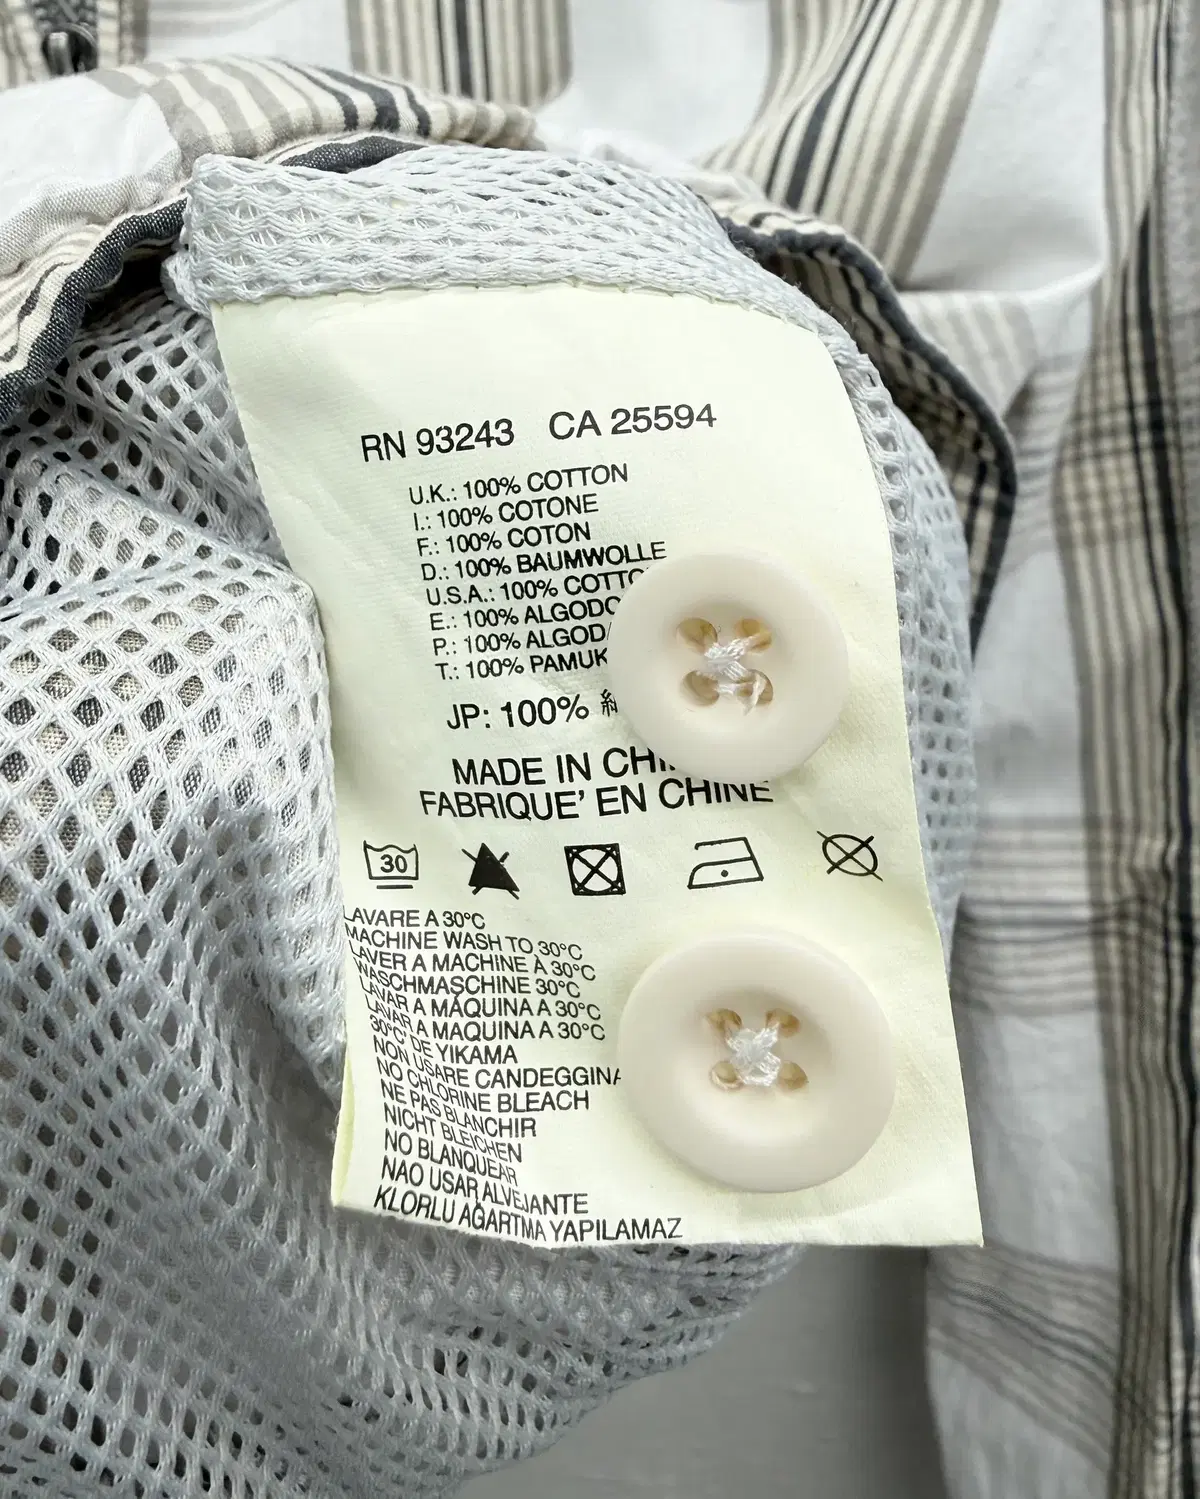 RN 93243 CA 25594
U.K.: 100% COTTON
I.: 100% COTONE
F.: 100% COTON
D.: 100% BAUMWOLLE
U.S.A.: 100% COTTO
E.: 100% ALGODO
P.: 100% ALGOD
T.: 100% PAMUK
JP: 100%
MADE IN CHI
FABRIQUE' EN CHINE
30
LAVARE A 30°C
MACHINE WASH TO 30°C
LAVER A MACHINE À 30°C
WASCHMASCHINE 30°C
LAVAR A MÁQUINA A 30°C
LAVAR A MAQUINA A 30°C
30°C' DE YIKAMA
NON USARE CANDEGGINA
NO CHLORINE BLEACH
NE PAS BLANCHIR
NICHT BLEICHEN
NO BLANQUEAR
NAO USAR ALVEJANTE
KLORLU AĞARTMA YAPILAMAZ